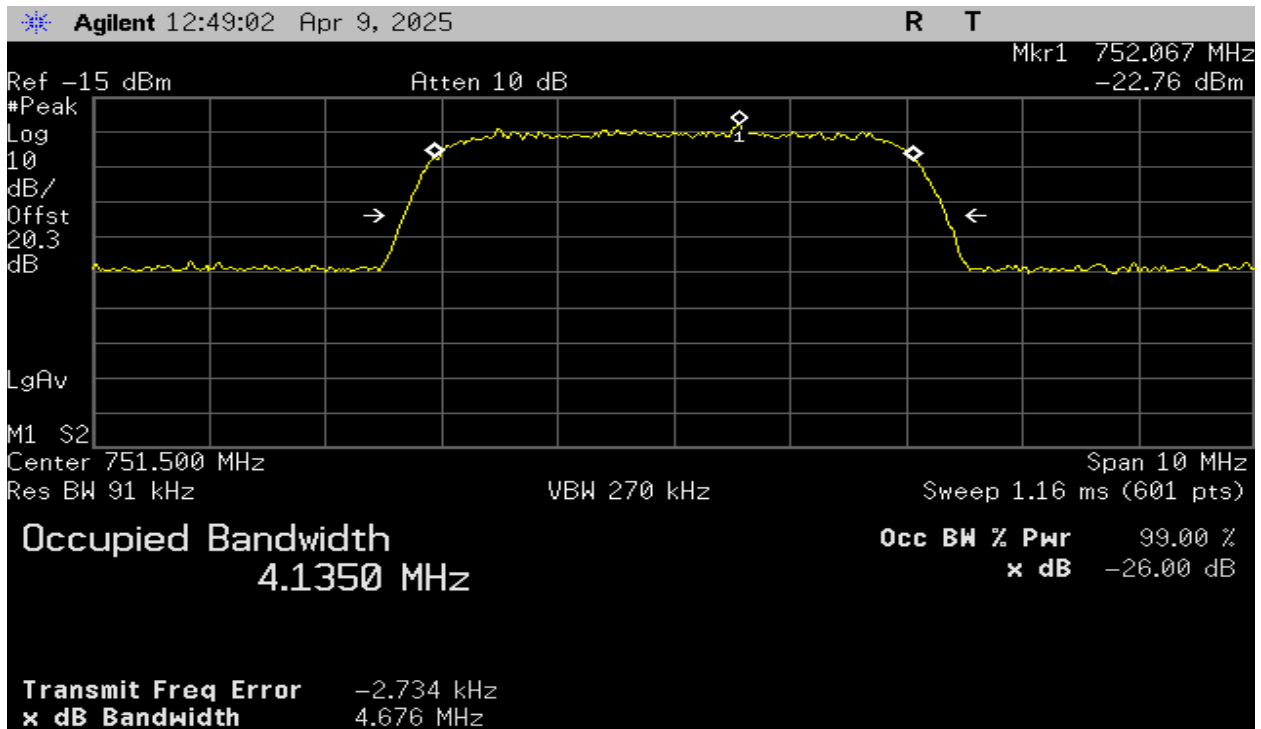 Agilent 12:49:02 Apr 9, 2025 R T
Mkr1 752.067 MHz
Ref −15 dBm Atten 10 dB −22.76 dBm
#Peak
Log
10
dB/
Offst
20.3
dB
1
LgAv
M1 S2
Center 751.500 MHz Span 10 MHz
Res BW 91 kHz VBW 270 kHz Sweep 1.16 ms (601 pts)
Occupied Bandwidth Occ BW % Pwr 99.00 %
4.1350 MHz x dB −26.00 dB
Transmit Freq Error −2.734 kHz
x dB Bandwidth 4.676 MHz